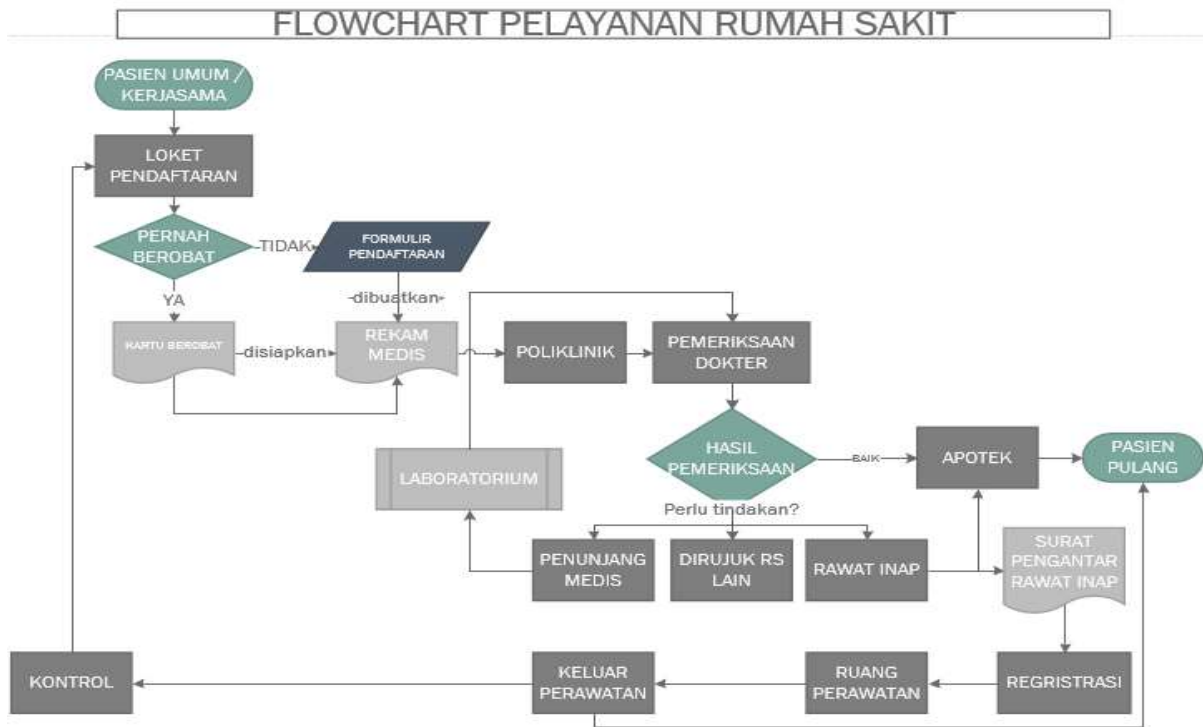 FLOWCHART PELAYANAN RUMAH SAKIT
PASIEN UMUM /
KERJASAMA
LOKET
PENDAFTARAN
PERNAH
BEROBAT
TIDAK
FORMULIR
PENDAFTARAN
YA
dibuatkan
KARTU BEROBAT
disiapkan
REKAM
MEDIS
POLIKLINIK
PEMERIKSAAN
DOKTER
HASIL
PEMERIKSAAN
BAIK
APOTEK
PASIEN
PULANG
LABORATORIUM
Perlu tindakan?
PENUNJANG
MEDIS
DIRUJUK RS
LAIN
RAWAT INAP
SURAT
PENGANTAR
RAWAT INAP
KONTROL
KELUAR
PERAWATAN
RUANG
PERAWATAN
REGRISTRASI